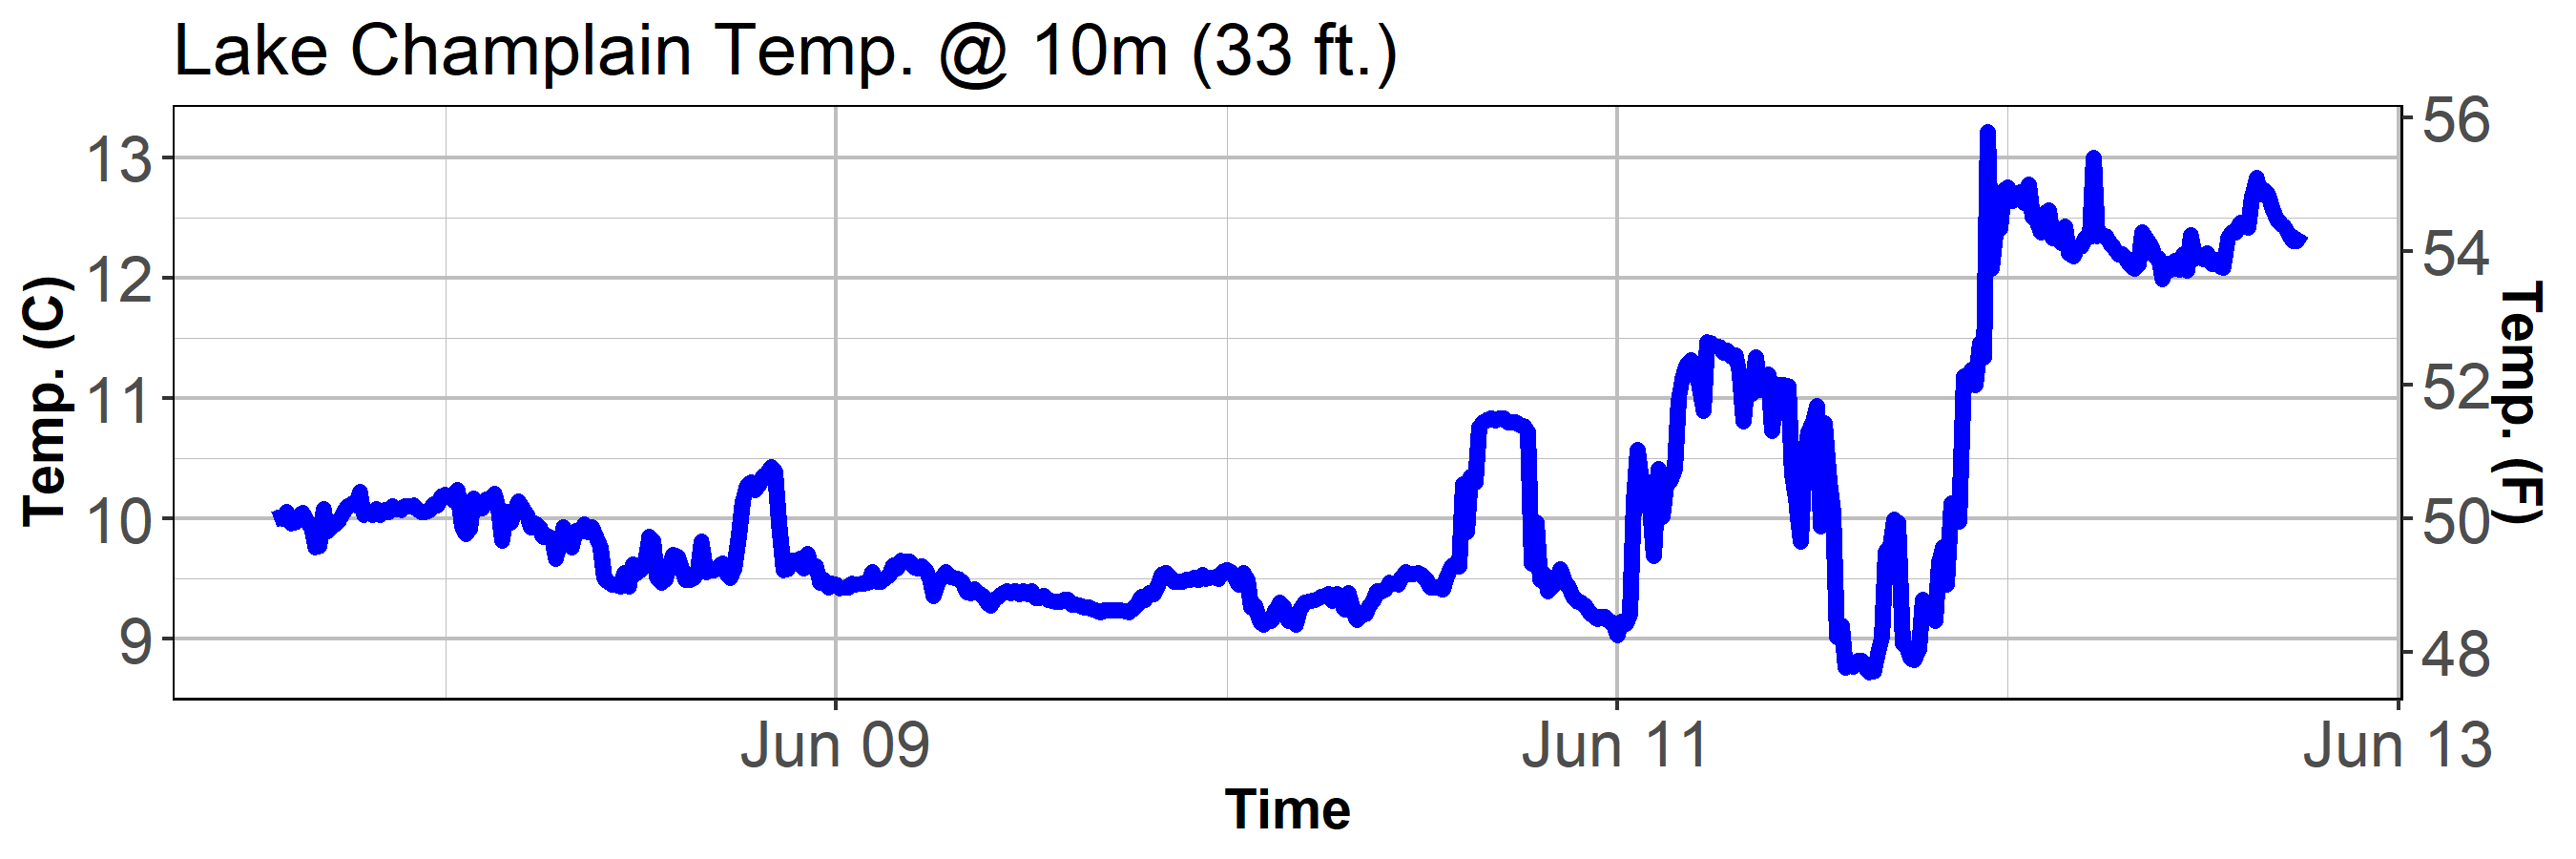 Lake Champlain Temp. @ 10m (33 ft.)
Temp. (C)
13
12
11
10
9
56
54
52
50
48
Temp. (F)
Jun 09
Jun 11
Jun 13
Time